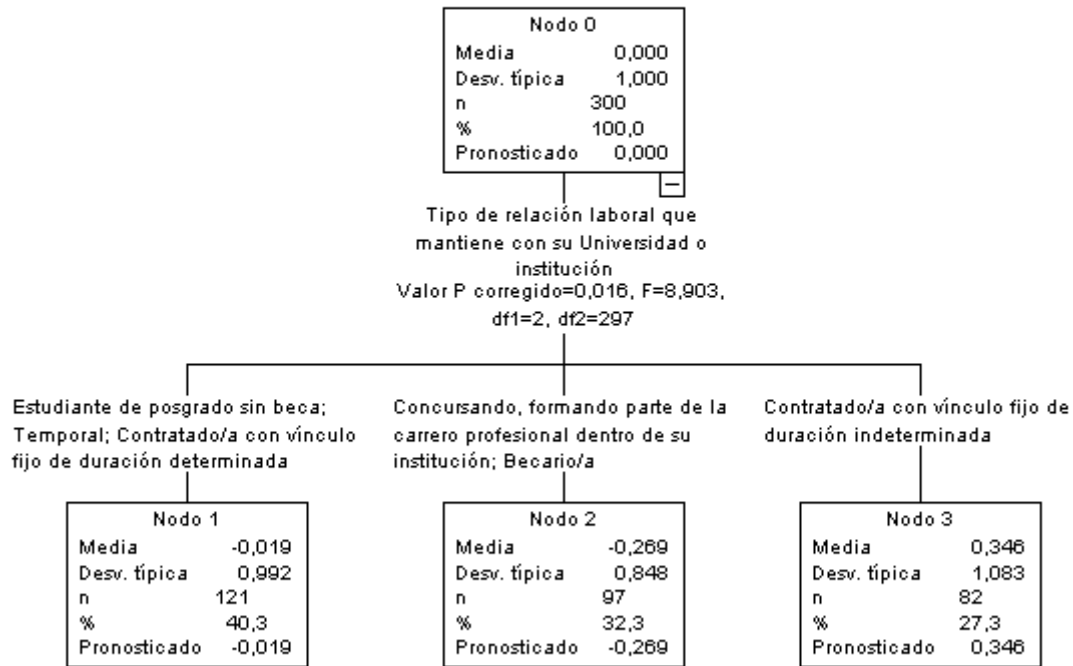 Nodo 0
Media 0,000
Desv. típica 1,000
n 300
% 100,0
Pronosticado 0,000
Tipo de relación laboral que
mantiene con su Universidad o
institución
Valor P corregido=0,016, F=8,903,
df1=2, df2=297
Estudiante de posgrado sin beca;
Temporal; Contratado/a con vínculo
fijo de duración determinada
Nodo 1
Media -0,019
Desv. típica 0,992
n 121
% 40,3
Pronosticado -0,019
Concursando, formando parte de la
carrero profesional dentro de su
institución; Becario/a
Nodo 2
Media -0,269
Desv. típica 0,848
n 97
% 32,3
Pronosticado -0,269
Contratado/a con vínculo fijo de
duración indeterminada
Nodo 3
Media 0,346
Desv. típica 1,083
n 82
% 27,3
Pronosticado 0,346